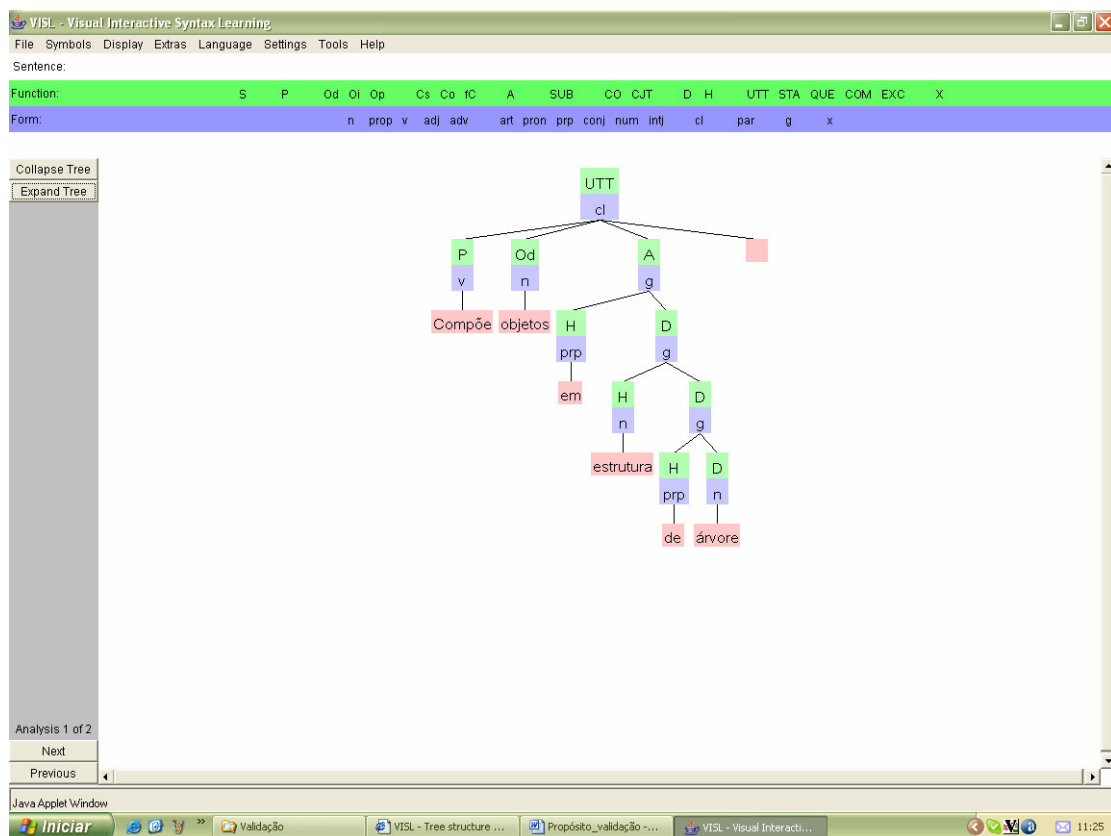 VISL - Visual Interactive Syntax Learning
File Symbols Display Extras Language Settings Tools Help
Sentence:
Function: S P Od Oi Op Cs Co fC A SUB CO CJT D H UTT STA QUE COM EXC X
Form: n prop v adj adv art pron prp conj num intj cl par g x
Collapse Tree
Expand Tree
UTT
cl
P Od A
v n g
Compõe objetos H D
prp g
em H D
n g
estrutura H D
prp n
de árvore
Analysis 1 of 2
Next
Previous
Java Applet Window
Iniciar » Validação VISL - Tree structure ... Propósito_validação -... VISL - Visual Interacti... 11:25